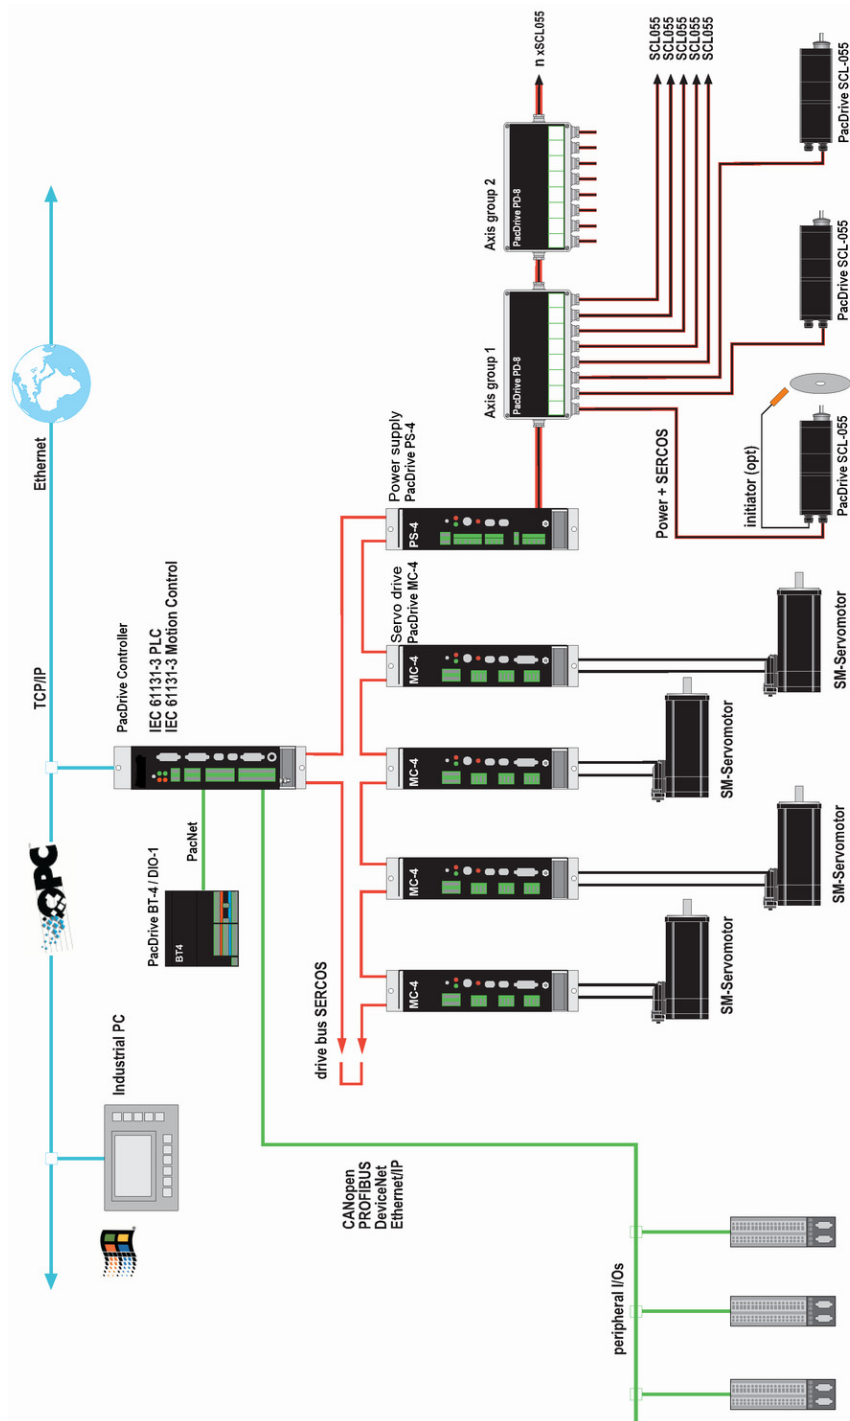 n xSCL055
SCL055
SCL055
SCL055
SCL055
SCL055
PacDrive SCL-055
Axis group 2
PacDrive PD-8
PacDrive SCL-055
Axis group 1
PacDrive PD-8
Ethernet
Power supply
PacDrive PS-4
PS-4
Power + SERCOS
initiator (opt)
PacDrive SCL-055
TCP/IP
PacDrive Controller
IEC 61131-3 PLC
IEC 61131-3 Motion Control
Servo drive
PacDrive MC-4
MC-4
SM-Servomotor
MC-4
SM-Servomotor
OPC
PacNet
PacDrive BT-4 / DIO-1
BT4
MC-4
SM-Servomotor
MC-4
SM-Servomotor
drive bus SERCOS
Industrial PC
CANopen
PROFIBUS
DeviceNet
Ethernet/IP
peripheral I/Os